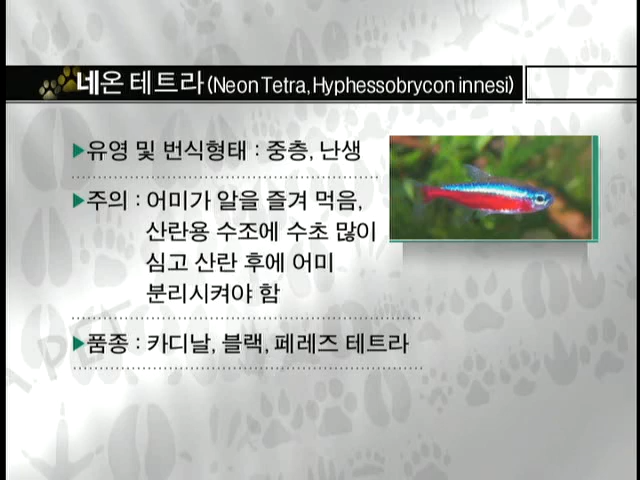 네온 테트라 (Neon Tetra, Hyphessobrycon innesi)
▶유영 및 번식형태 : 중층, 난생
▶주의 : 어미가 알을 즐겨 먹음,
산란용 수조에 수초 많이
심고 산란 후에 어미
분리시켜야 함
▶품종 : 카디날, 블랙, 페레즈 테트라